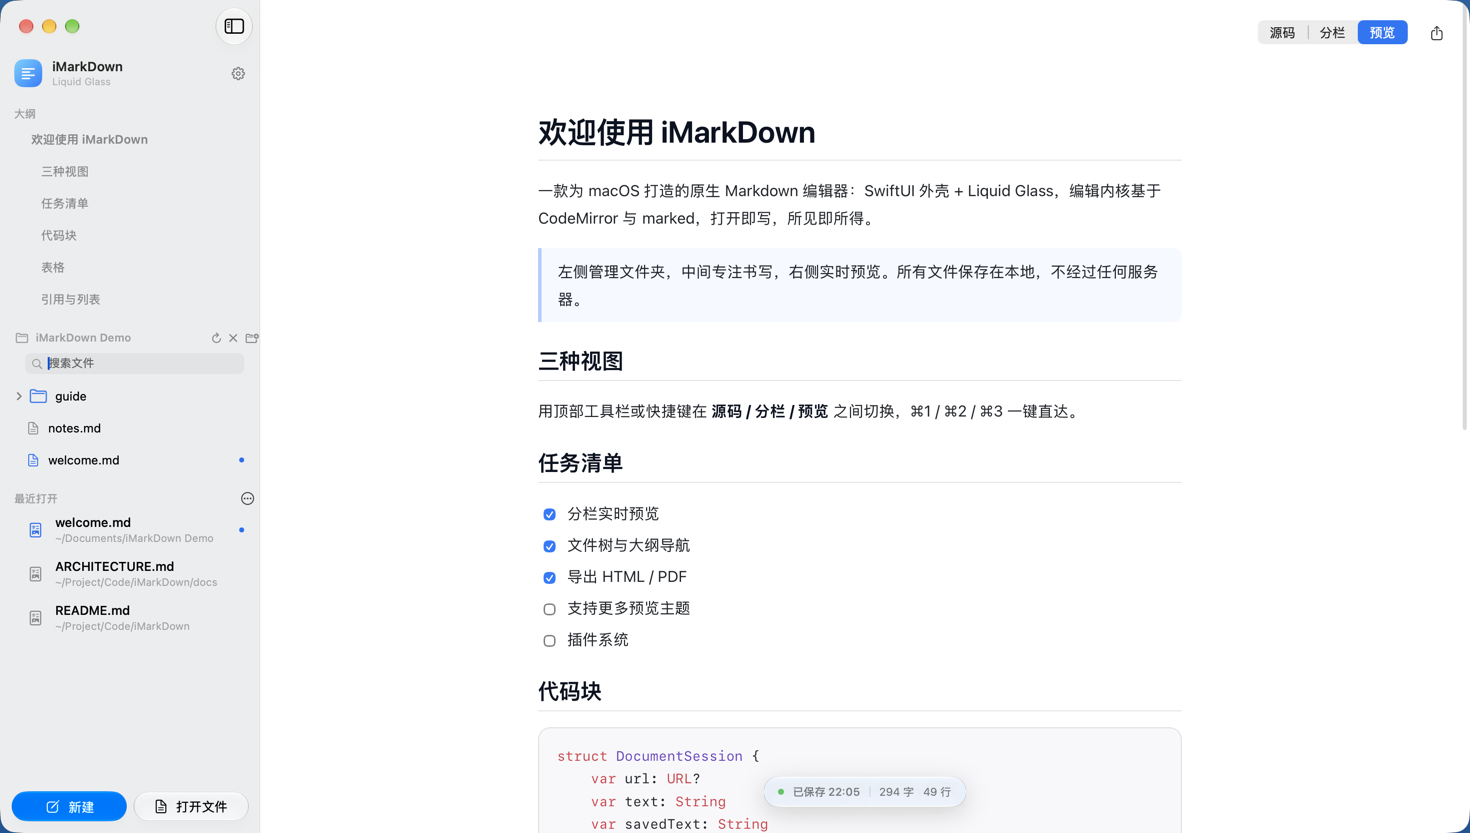 源码
分栏
预览
iMarkDown
Liquid Glass
大纲
欢迎使用 iMarkDown
三种视图
任务清单
代码块
表格
引用与列表
iMarkDown Demo
搜索文件
guide
notes.md
welcome.md
最近打开
welcome.md
~/Documents/iMarkDown Demo
ARCHITECTURE.md
~/Project/Code/iMarkDown/docs
README.md
~/Project/Code/iMarkDown
新建
打开文件
欢迎使用 iMarkDown
一款为 macOS 打造的原生 Markdown 编辑器：SwiftUI 外壳 + Liquid Glass，编辑内核基于
CodeMirror 与 marked，打开即写，所见即所得。
左侧管理文件夹，中间专注书写，右侧实时预览。所有文件保存在本地，不经过任何服务
器。
三种视图
用顶部工具栏或快捷键在 源码 / 分栏 / 预览 之间切换，⌘1 / ⌘2 / ⌘3 一键直达。
任务清单
分栏实时预览
文件树与大纲导航
导出 HTML / PDF
支持更多预览主题
插件系统
代码块
struct DocumentSession {
    var url: URL?
    var text: String
    var savedText: String
已保存 22:05 | 294 字 49 行